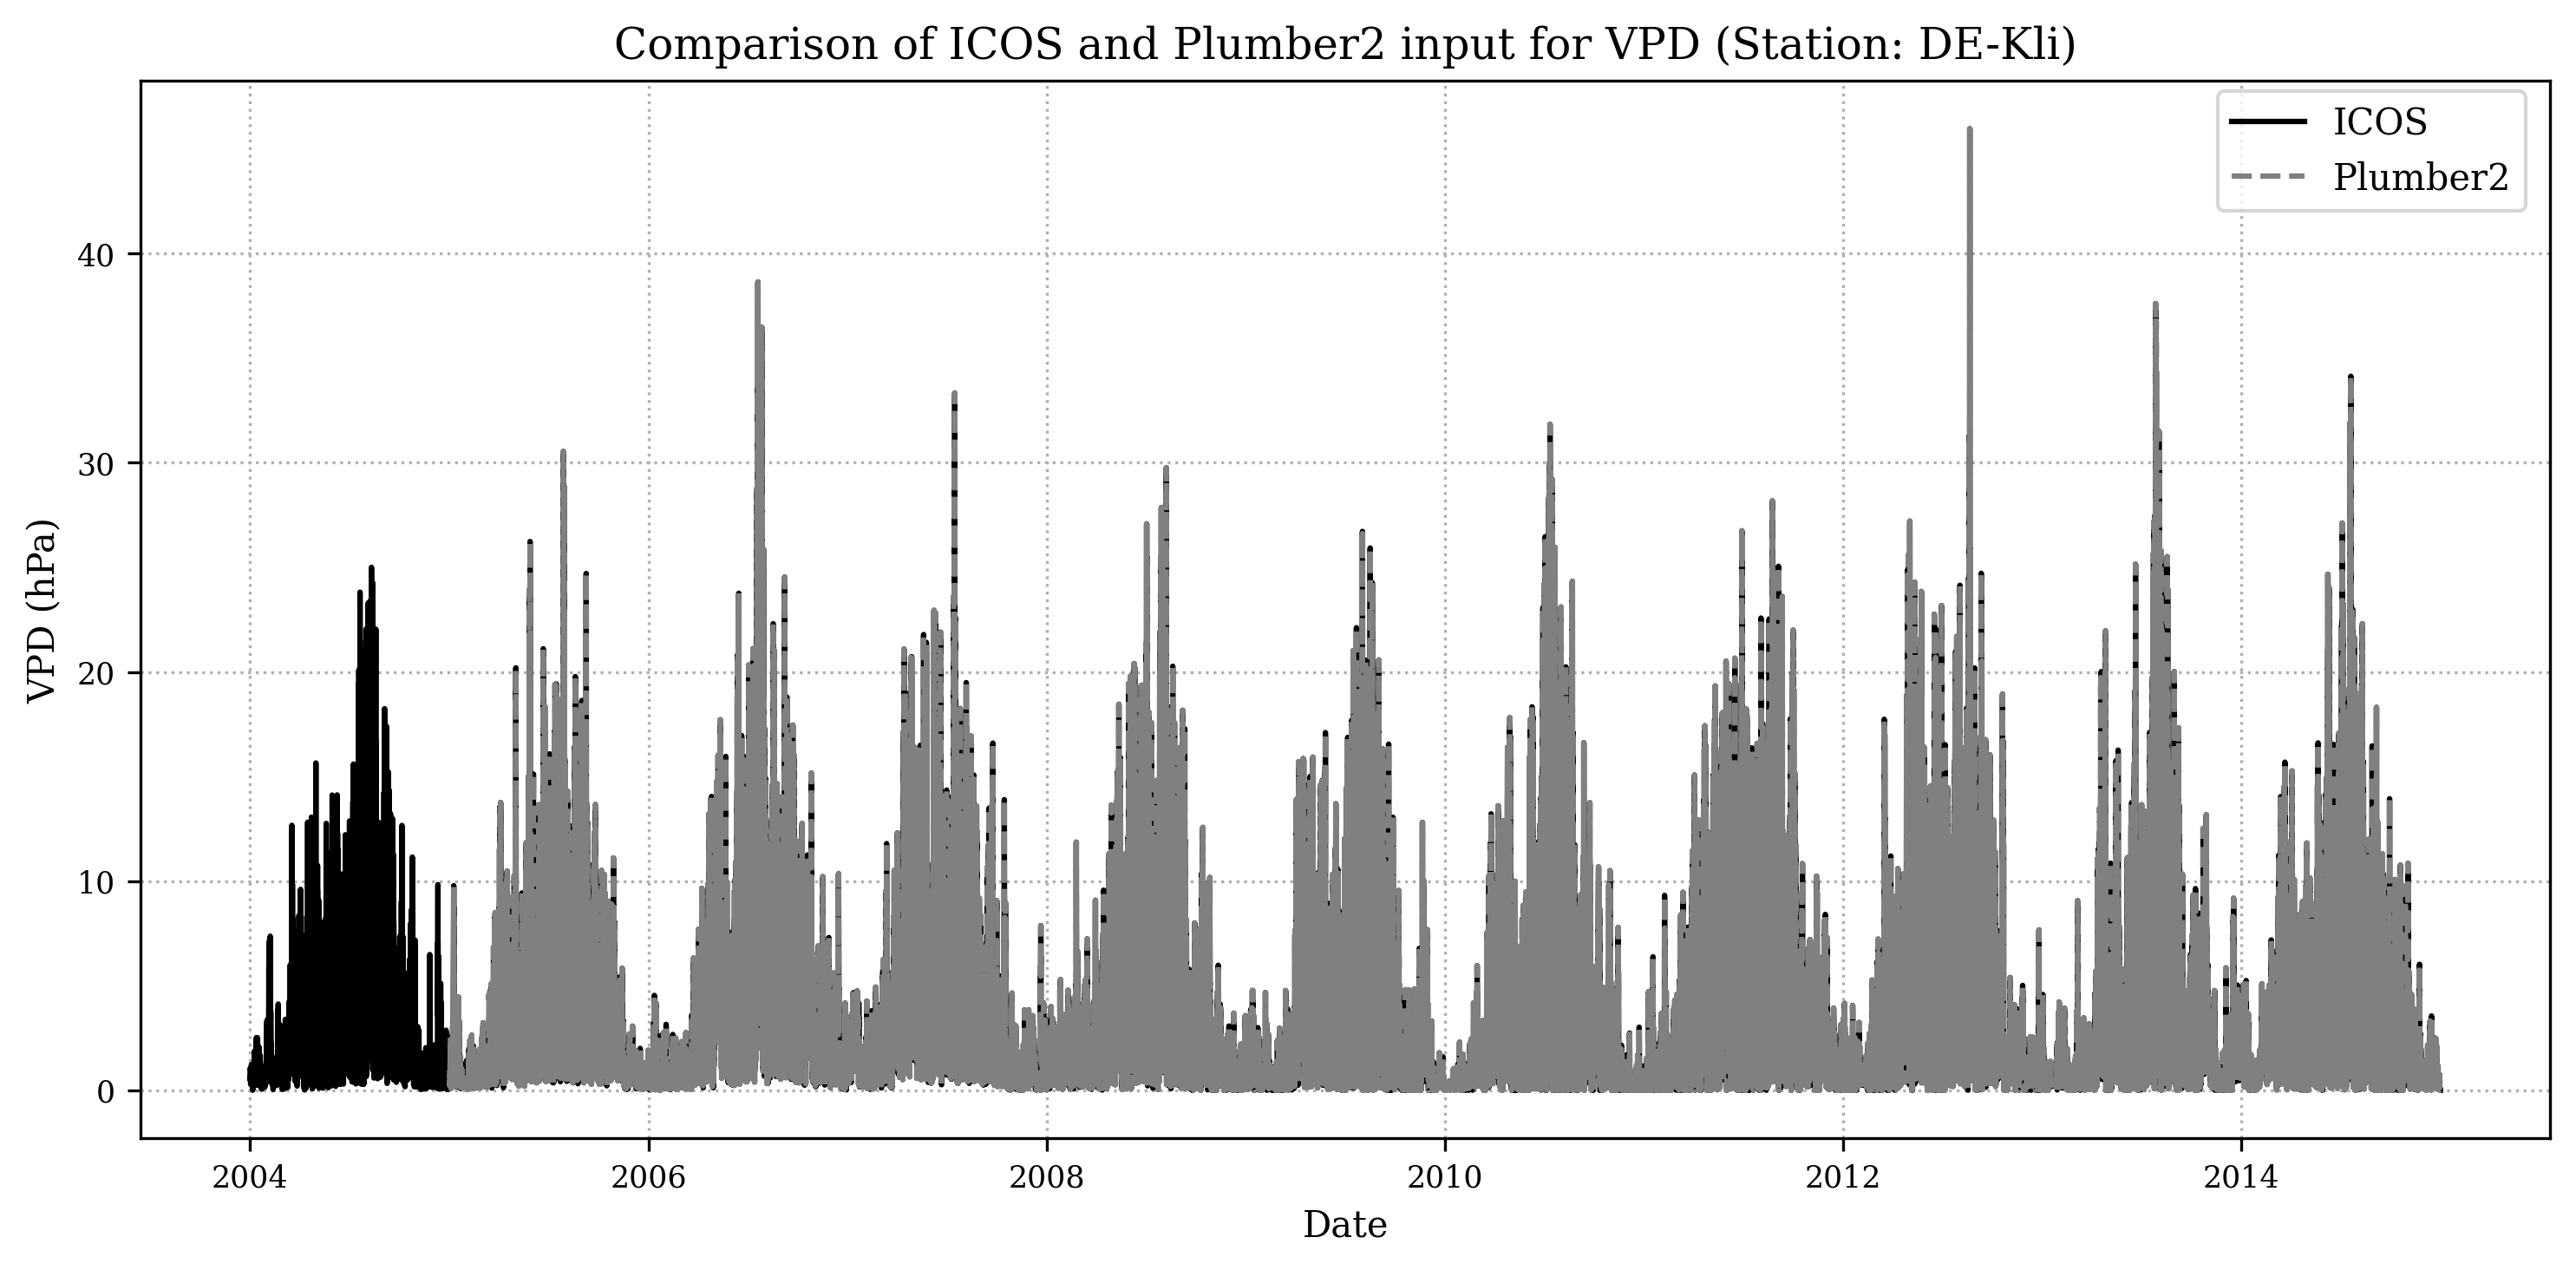 Comparison of ICOS and Plumber2 input for VPD (Station: DE-Kli)
ICOS
Plumber2
VPD (hPa)
40
30
20
10
0
2004 2006 2008 2010 2012 2014
Date